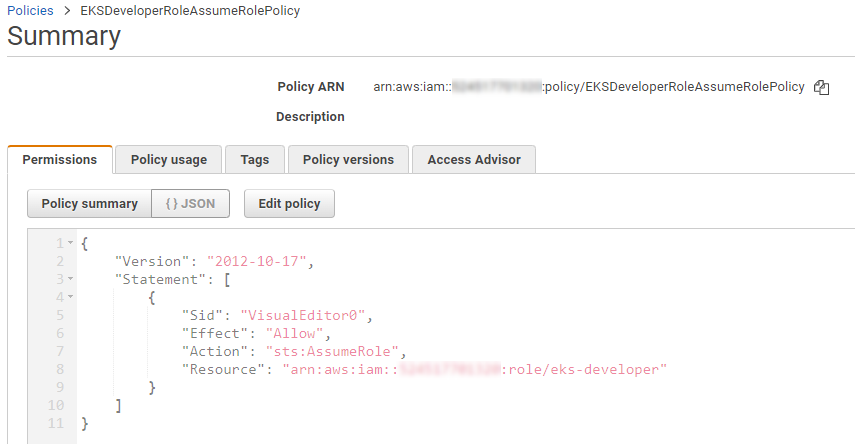 Policies > EKSDeveloperRoleAssumeRolePolicy
Summary
Policy ARN arn:aws:iam:: :policy/EKSDeveloperRoleAssumeRolePolicy
Description
Permissions Policy usage Tags Policy versions Access Advisor
Policy summary { } JSON Edit policy
1 {
2 "Version": "2012-10-17",
3 "Statement": [
4 {
5 "Sid": "VisualEditor0",
6 "Effect": "Allow",
7 "Action": "sts:AssumeRole",
8 "Resource": "arn:aws:iam:: :role/eks-developer"
9 }
10 ]
11 }